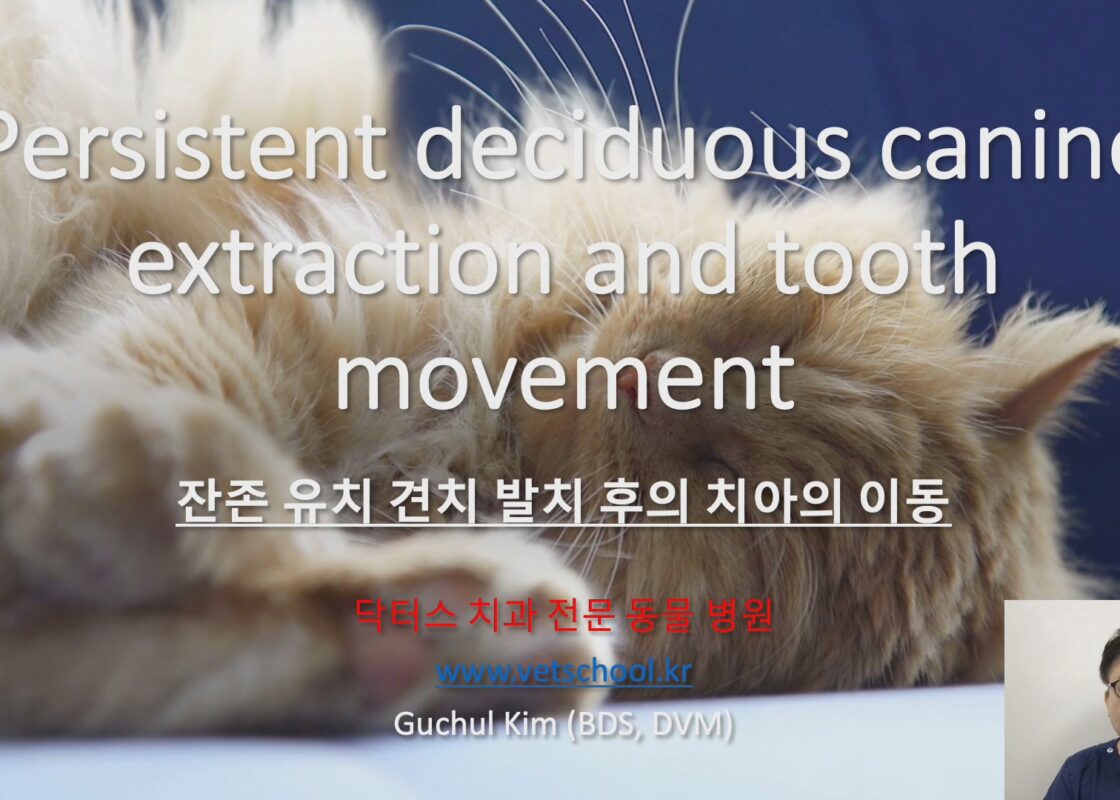 Persistent deciduous canine
extraction and tooth
movement
잔존 유치 견치 발치 후의 치아의 이동
닥터스 치과 전문 동물 병원
www.vetschool.kr
Guchul Kim (BDS, DVM)